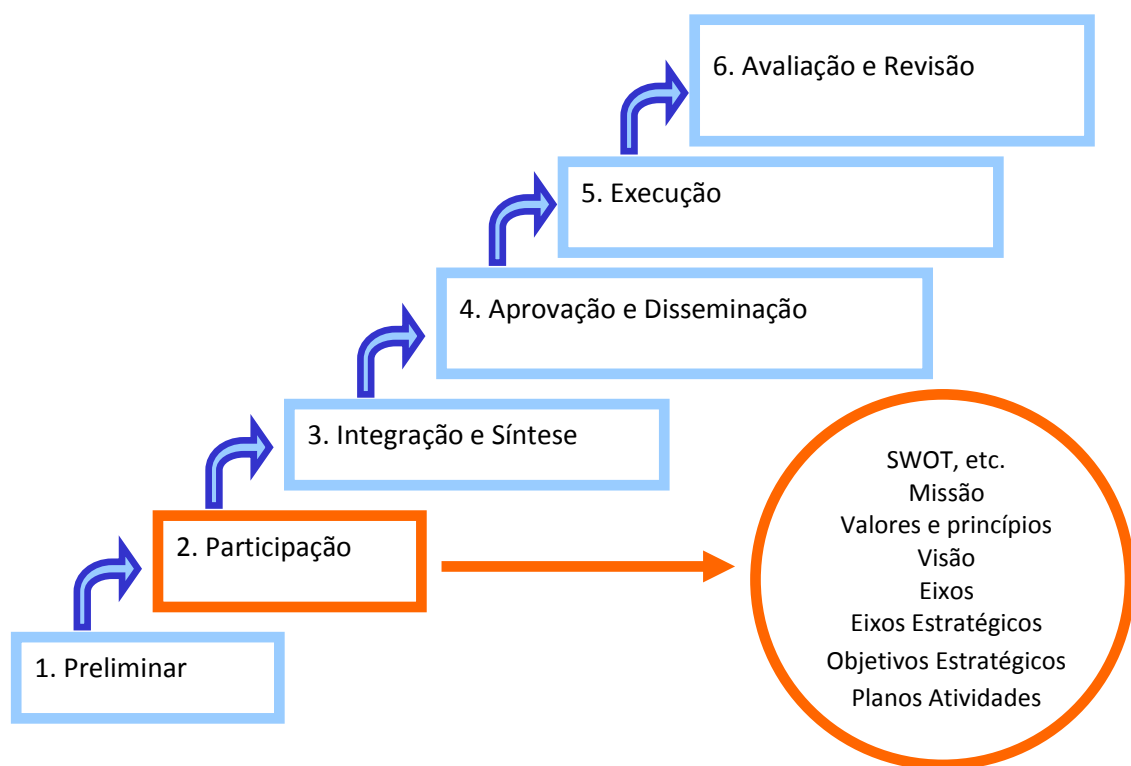 6. Avaliação e Revisão
5. Execução
4. Aprovação e Disseminação
3. Integração e Síntese
2. Participação
1. Preliminar
SWOT, etc.
Missão
Valores e princípios
Visão
Eixos
Eixos Estratégicos
Objetivos Estratégicos
Planos Atividades